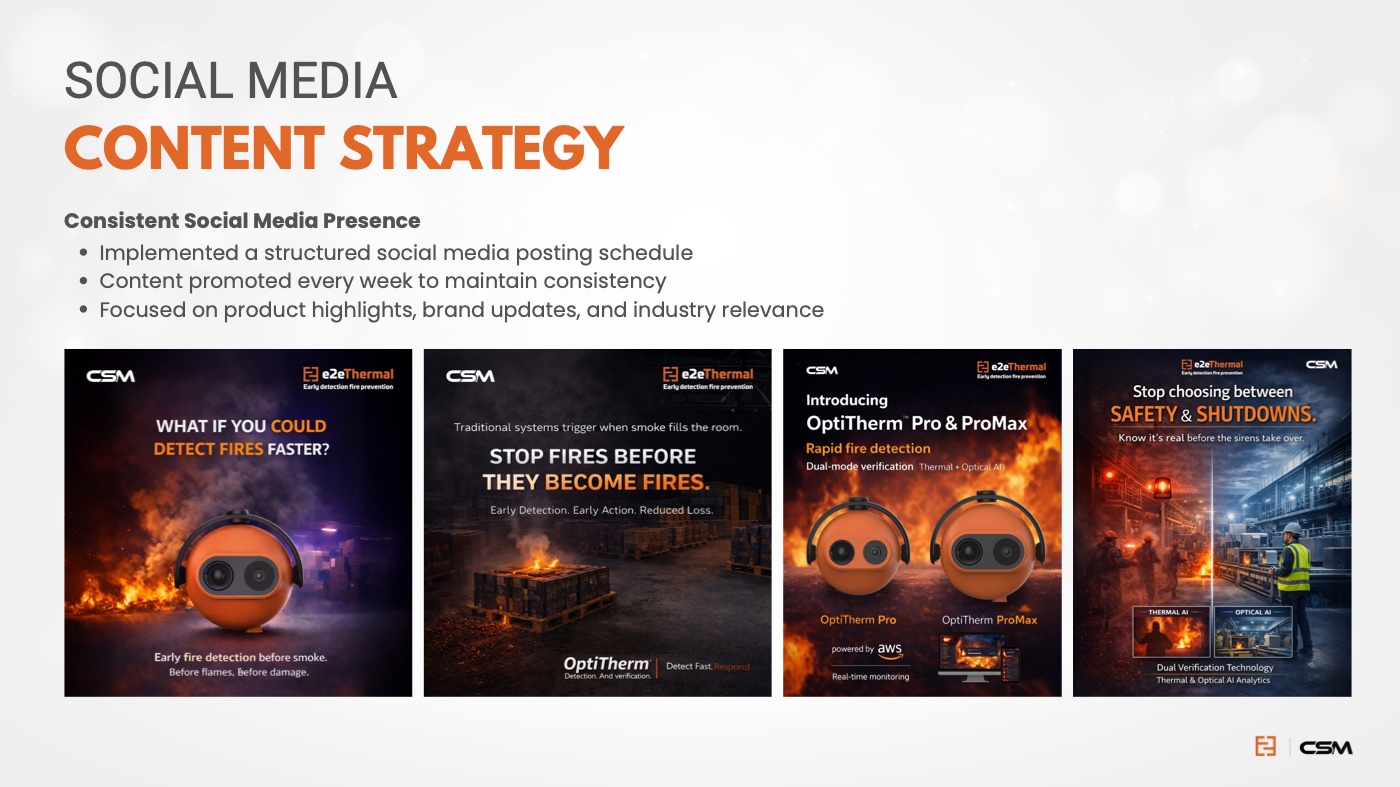 SOCIAL MEDIA
CONTENT STRATEGY
Consistent Social Media Presence
• Implemented a structured social media posting schedule
• Content promoted every week to maintain consistency
• Focused on product highlights, brand updates, and industry relevance
CSM
e2eThermal
Early detection fire prevention
WHAT IF YOU COULD
DETECT FIRES FASTER?
Early fire detection before smoke.
Before flames, Before damage.
CSM
e2eThermal
Early detection fire prevention
Traditional systems trigger when smoke fills the room.
STOP FIRES BEFORE
THEY BECOME FIRES.
Early Detection. Early Action. Reduced Loss.
OptiTherm
Detection. And verification.
Detect Fast. Respond
CSM
e2eThermal
Early detection fire prevention
Introducing
OptiTherm™ Pro & ProMax
Rapid fire detection
Dual-mode verification Thermal + Optical AI)
OptiTherm Pro
OptiTherm ProMax
powered by aws
Real-time monitoring
e2eThermal
Early detection fire prevention
CSM
Stop choosing between
SAFETY & SHUTDOWNS.
Know it's real before the sirens take over.
THERMAL AI
OPTICAL AI
Dual Verification Technology
Thermal & Optical AI Analytics
CSM